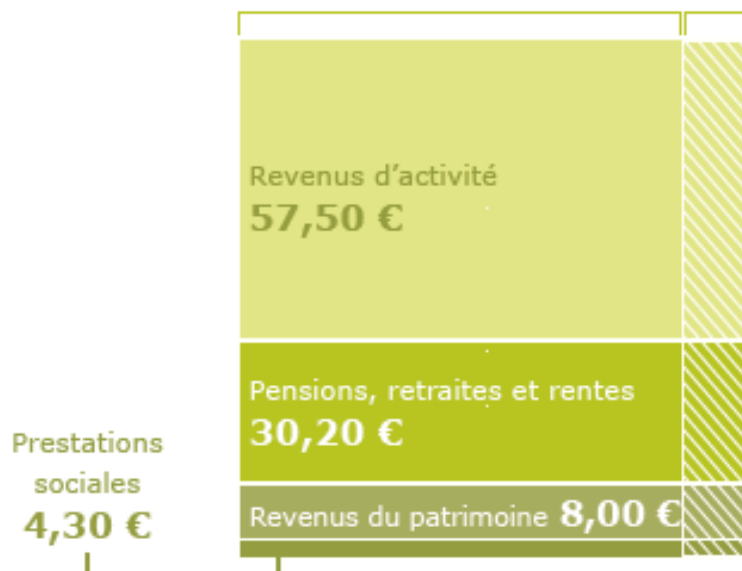 Revenus d'activité
57,50 €
Pensions, retraites et rentes
30,20 €
Prestations
sociales
4,30 €
Revenus du patrimoine 8,00 €